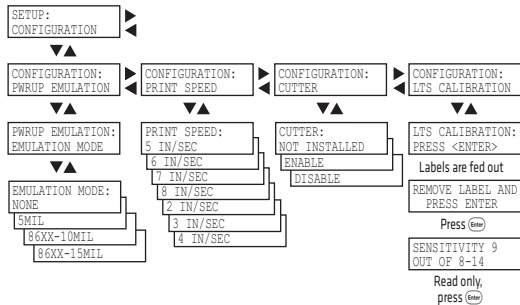 SETUP:
CONFIGURATION
CONFIGURATION:
PWRUP EMULATION
CONFIGURATION:
PRINT SPEED
CONFIGURATION:
CUTTER
CONFIGURATION:
LTS CALIBRATION
PWRUP EMULATION:
EMULATION MODE
PRINT SPEED:
5 IN/SEC
6 IN/SEC
7 IN/SEC
8 IN/SEC
2 IN/SEC
3 IN/SEC
4 IN/SEC
CUTTER:
NOT INSTALLED
ENABLE
DISABLE
LTS CALIBRATION:
PRESS <ENTER>
Labels are fed out
EMULATION MODE:
NONE
5MIL
86XX-10MIL
86XX-15MIL
REMOVE LABEL AND
PRESS ENTER
Press Enter
SENSITIVITY 9
OUT OF 8-14
Read only,
press Enter